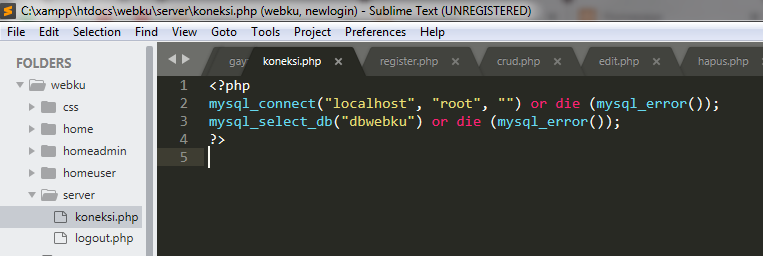 C:\xampp\htdocs\webku\server\koneksi.php (webku, newlogin) - Sublime Text (UNREGISTERED)
File Edit Selection Find View Goto Tools Project Preferences Help
FOLDERS
webku
css
home
homeadmin
homeuser
server
koneksi.php
logout.php
gay koneksi.php × register.php × crud.php × edit.php × hapus.php ×
1 <?php
2 mysql_connect("localhost", "root", "") or die (mysql_error());
3 mysql_select_db("dbwebku") or die (mysql_error());
4 ?>
5